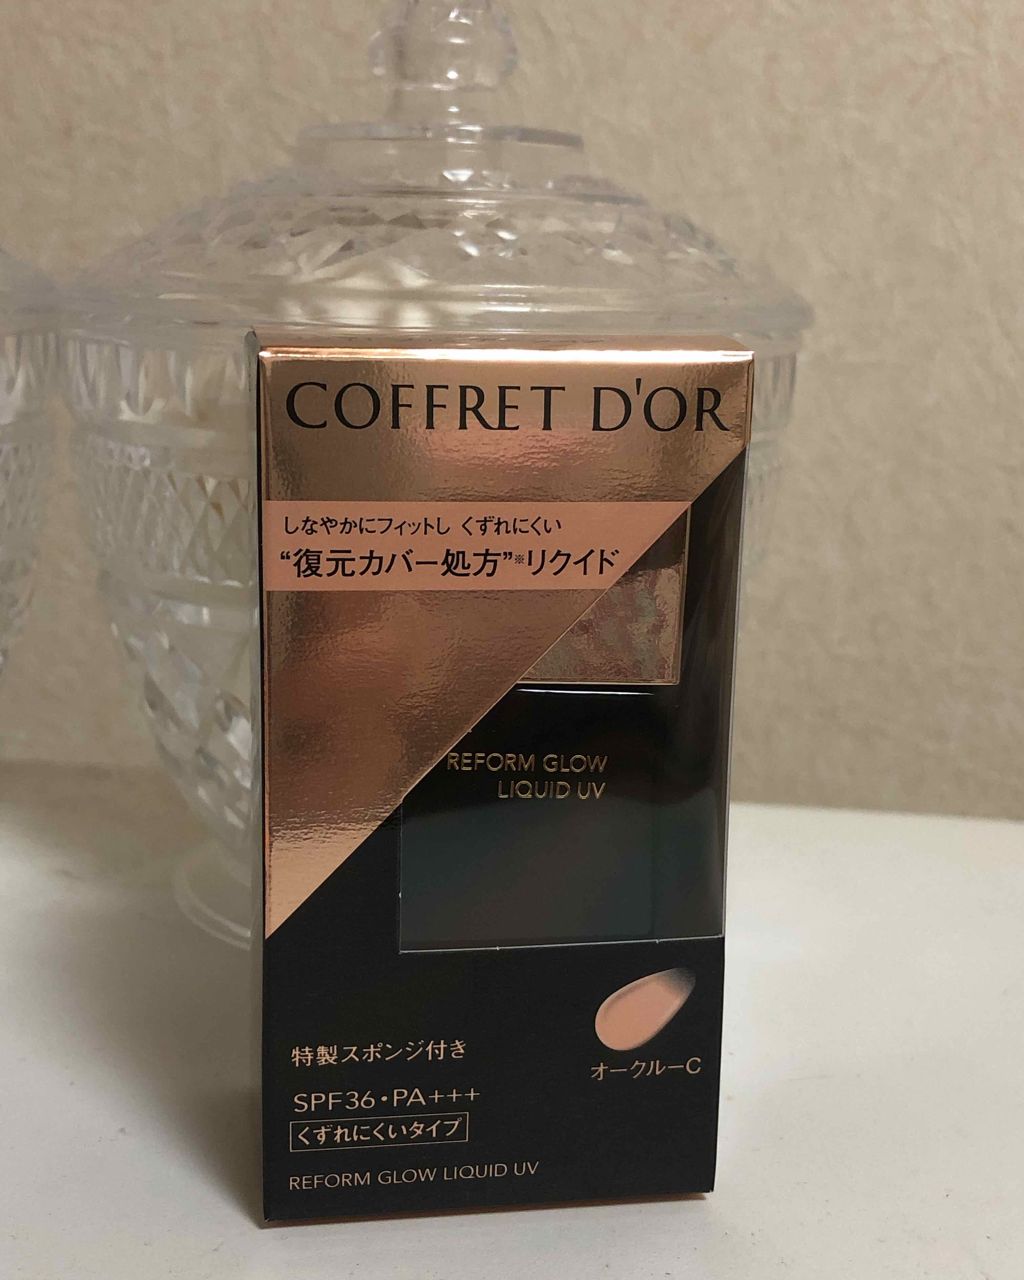 COFFRET D'OR
しなやかにフィットし くずれにくい
“復元カバー処方”※リクイド
REFORM GLOW
LIQUID UV
オークルーC
特製スポンジ付き
SPF36・PA+++
くずれにくいタイプ
REFORM GLOW LIQUID UV